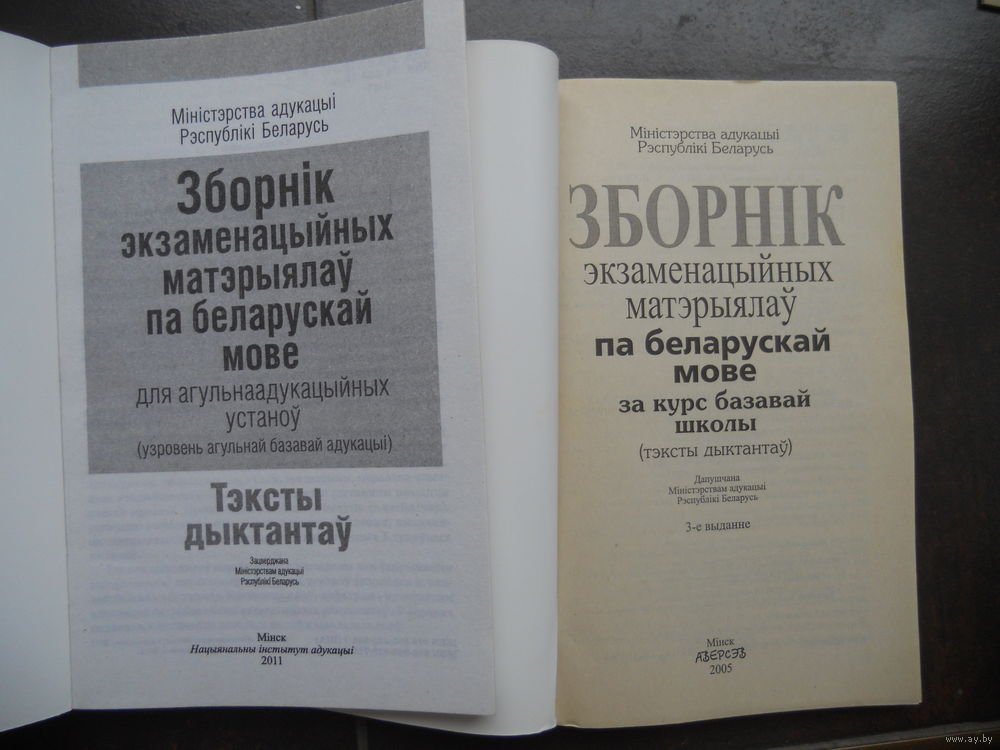 Міністэрства адукацыі
Рэспублікі Беларусь
Зборнік
экзаменацыйных
матэрыялаў
па беларускай
мове
для агульнаадукацыйных
устаноў
(узровень агульнай базавай адукацыі)
Тэксты
дыктантаў
Зацверджана
Міністэрствам адукацыі
Рэспублікі Беларусь
Мінск
Нацыянальны інстытут адукацыі
2011
Міністэрства адукацыі
Рэспублікі Беларусь
ЗБОРНІК
экзаменацыйных
матэрыялаў
па беларускай
мове
за курс базавай
школы
(тэксты дыктантаў)
Дапушчана
Міністэрствам адукацыі
Рэспублікі Беларусь
3-е выданне
Мінск
АВЕРСЭВ
2005
www.ay.by